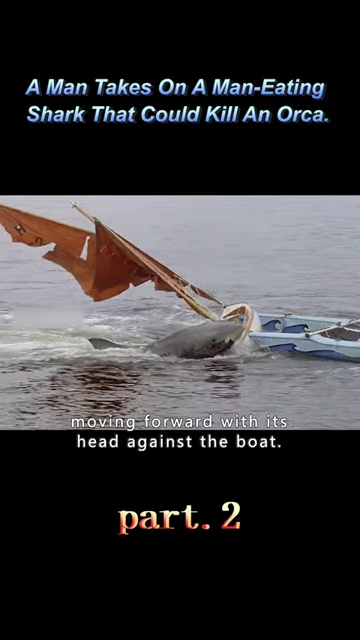 A Man Takes On A Man-Eating
Shark That Could Kill An Orca.
moving forward with its
head against the boat.
part.2